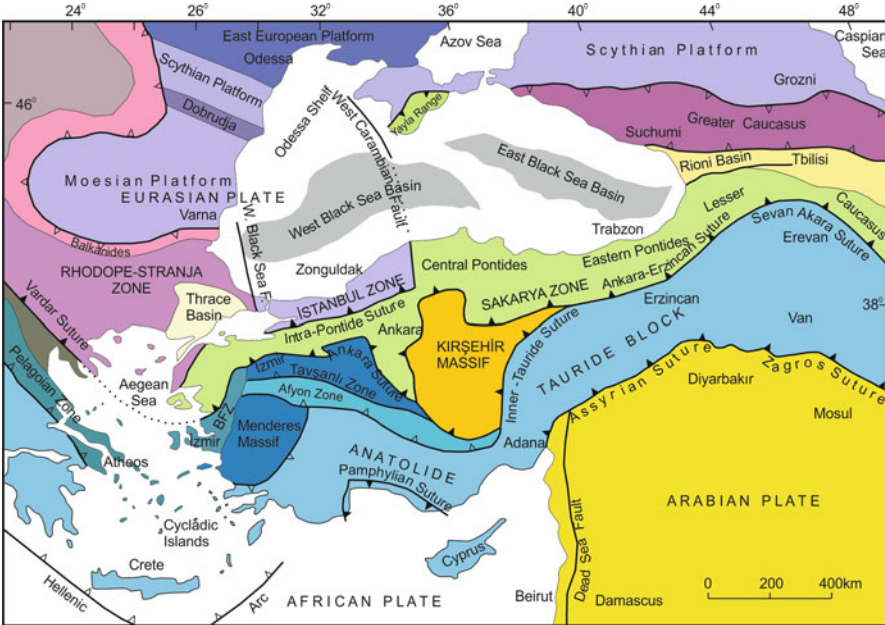 24° 28° 32° 36° 40° 44° 48°
East European Platform
Odessa
Azov Sea
Scythian Platform
Caspian
Sea
Grozni
Scythian Platform
46°
Dobrudja
Odessa Shelf
West Carambian Fault
Yayla Range
Greater Caucasus
Suchumi
Rioni Basin
Tbilisi
Moesian Platform
EURASIAN PLATE
Varna
West Black Sea Basin
East Black Sea Basin
Lesser
Caucasus
Trabzon
Balkanides
W. Black Sea F.
Sevan Akara Suture
Erevan
RHODOPE-STRANJA
ZONE
Zonguldak
Central Pontides
Eastern Pontides
Ankara-Erzincan Suture
Thrace
Basin
İSTANBUL ZONE
SAKARYA ZONE
Erzincan
38°
Vardar Suture
Intra-Pontide Suture
Ankara
KIRŞEHİR
MASSIF
Inner-Tauride Suture
TAURIDE BLOCK
Van
Pelagoian Zone
Aegean
Sea
Izmir
Ankara Suture
Tavsanlı Zone
Afyon Zone
BFZ
Assyrian Suture
Diyarbakır
Zagros Suture
Mosul
Izmir
Menderes
Massif
Adana
Atheos
ANATOLIDE
Pamphylian Suture
ARABIAN PLATE
Cycladic
Islands
Cyprus
Dead Sea Fault
Crete
0 200 400km
Hellenic
Arc
AFRICAN PLATE
Beirut
Damascus